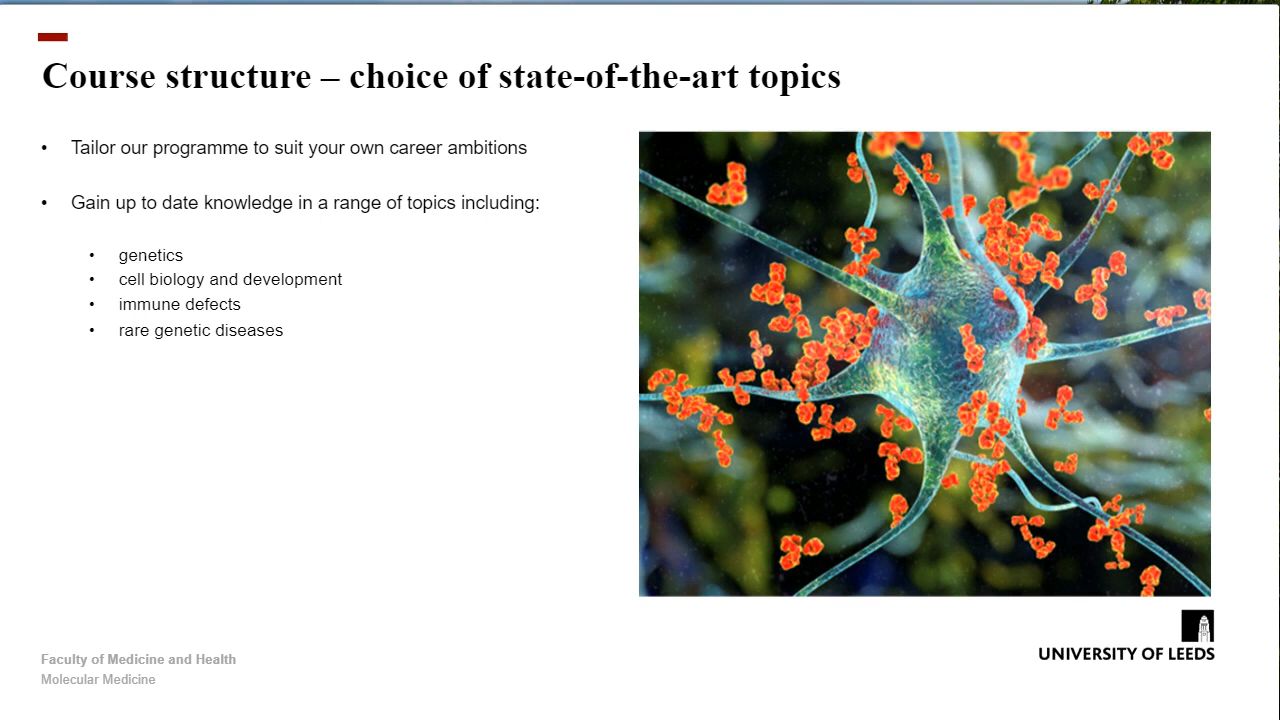 Course structure – choice of state-of-the-art topics
• Tailor our programme to suit your own career ambitions
• Gain up to date knowledge in a range of topics including:
• genetics
• cell biology and development
• immune defects
• rare genetic diseases
UNIVERSITY OF LEEDS
Faculty of Medicine and Health
Molecular Medicine